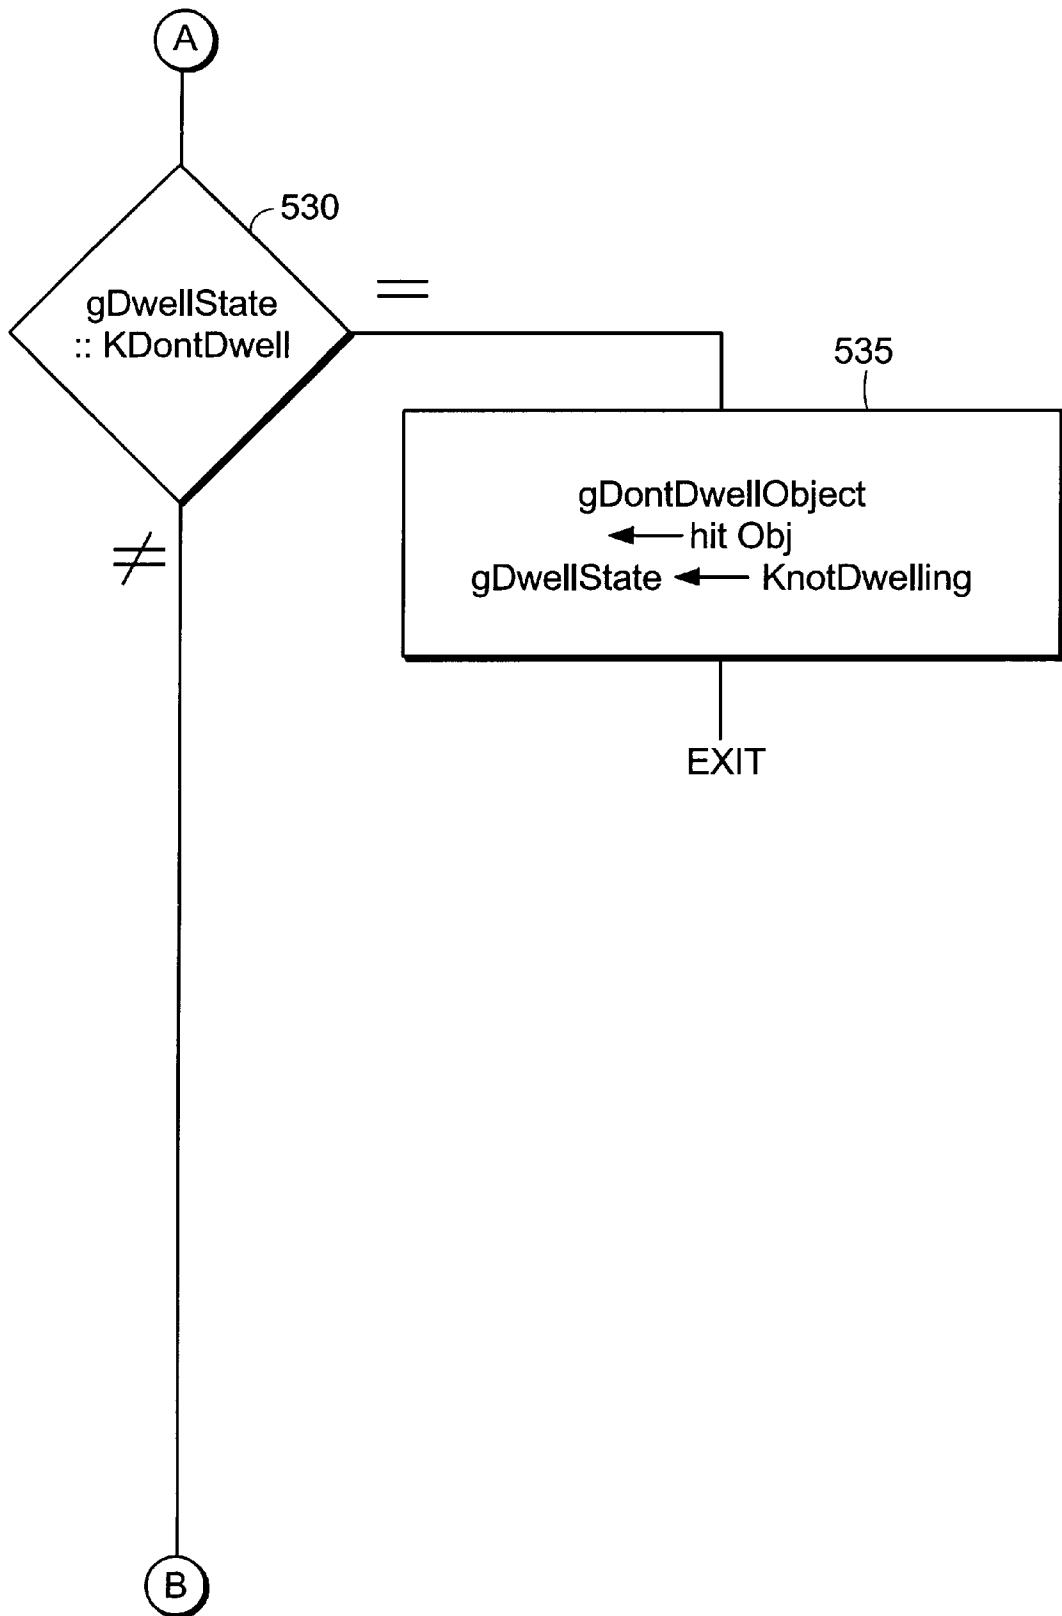 A
530
gDwellState
:: KDontDwell
=
535
gDontDwellObject
← hit Obj
gDwellState ← KnotDwelling
≠
EXIT
B